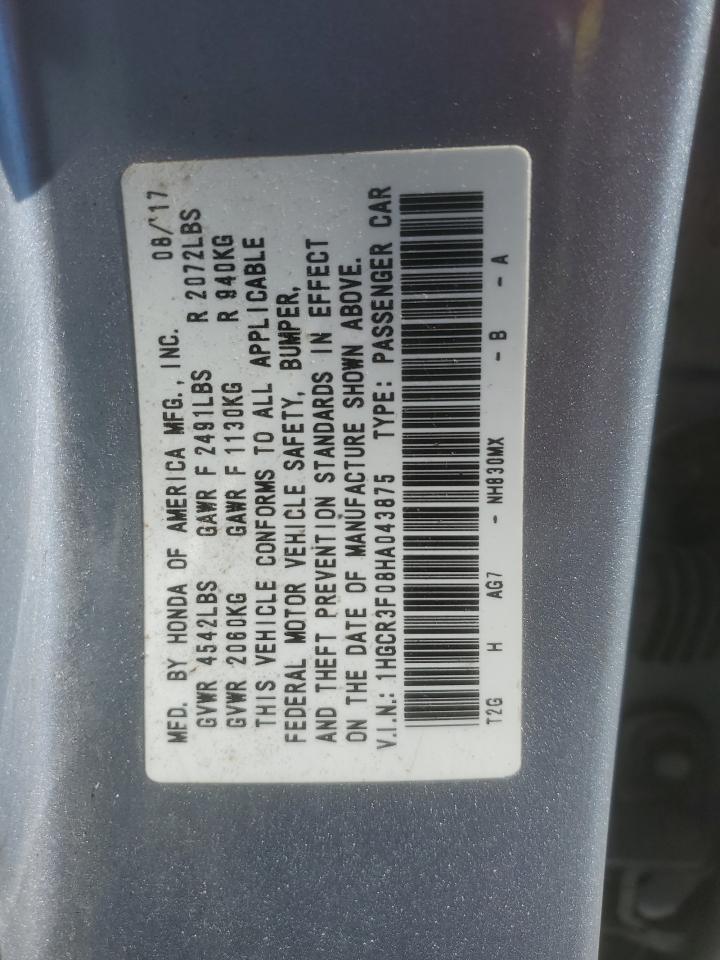 MFD. BY HONDA OF AMERICA MFG., INC. 08/'17
GVWR 4542LBS GAWR F 2491LBS R 2072LBS
GVWR 2060KG GAWR F 1130KG R 940KG
THIS VEHICLE CONFORMS TO ALL APPLICABLE
FEDERAL MOTOR VEHICLE SAFETY, BUMPER,
AND THEFT PREVENTION STANDARDS IN EFFECT
ON THE DATE OF MANUFACTURE SHOWN ABOVE.
V.I.N.: 1HGCR3F08HA043875 TYPE: PASSENGER CAR
T2G H AG7 - NH830MX - B - A